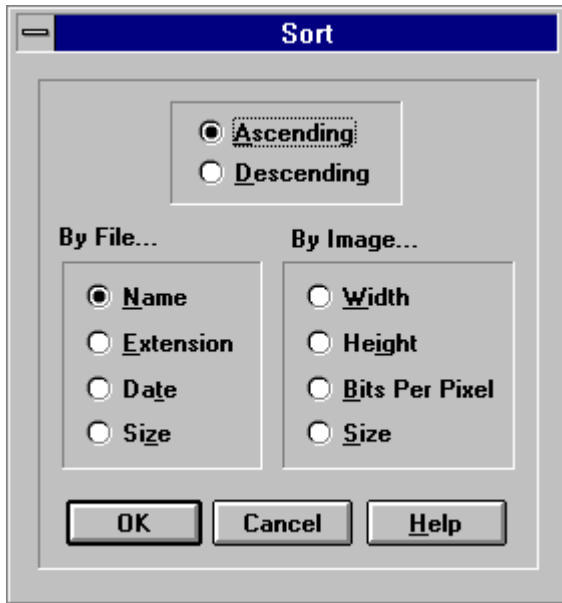 Sort
Ascending
Descending
By File...
Name
Extension
Date
Size
By Image...
Width
Height
Bits Per Pixel
Size
OK Cancel Help